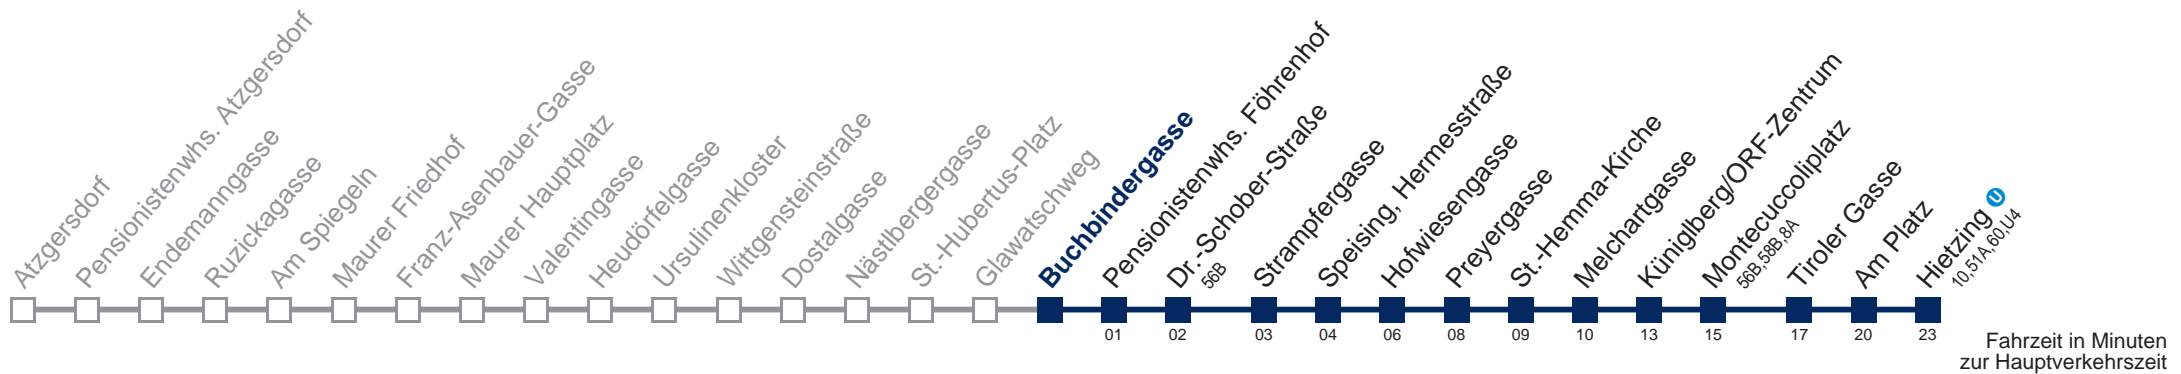 Atzgersdorf
Pensionistenwhs. Atzgersdorf
Endemanngasse
Ruzickagasse
Am Spiegeln
Maurer Friedhof
Franz-Asenbauer-Gasse
Maurer Hauptplatz
Valentingasse
Heudörfelgasse
Ursulinenkloster
Wittgensteinstraße
Dostalgasse
Nästlbergergasse
St.-Hubertus-Platz
Glawatschweg
Buchbindergasse
Pensionistenwhs. Föhrenhof
Dr.-Schober-Straße
56B
Strampfergasse
Speising, Hermesstraße
Hofwiesengasse
Preyergasse
St.-Hemma-Kirche
Melchartgasse
Küniglberg/ORF-Zentrum
Montecuccoliplatz
56B,58B,8A
Tiroler Gasse
Am Platz
Hietzing U
10,51A,60,U4
01 02 03 04 06 08 09 10 13 15 17 20 23
Fahrzeit in Minuten
zur Hauptverkehrszeit